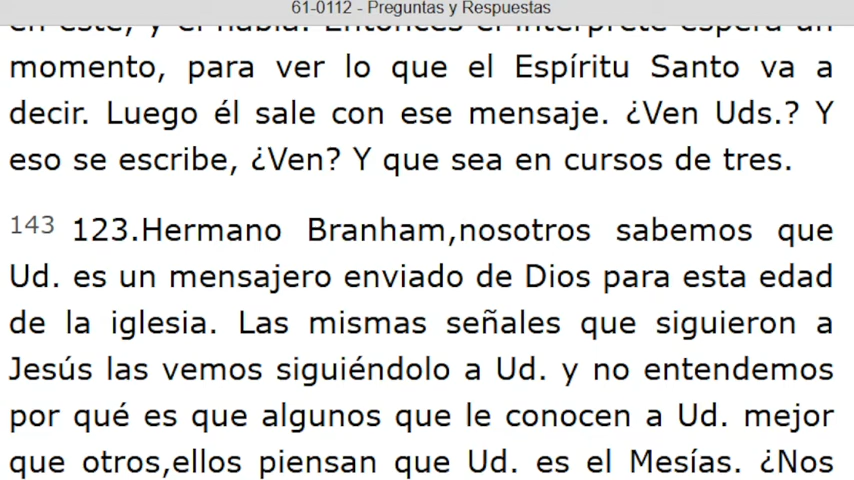 61-0112 - Preguntas y Respuestas
momento, para ver lo que el Espíritu Santo va a
decir. Luego él sale con ese mensaje. ¿Ven Uds.? Y
eso se escribe, ¿Ven? Y que sea en cursos de tres.
143 123.Hermano Branham,nosotros sabemos que
Ud. es un mensajero enviado de Dios para esta edad
de la iglesia. Las mismas señales que siguieron a
Jesús las vemos siguiéndolo a Ud. y no entendemos
por qué es que algunos que le conocen a Ud. mejor
que otros,ellos piensan que Ud. es el Mesías. ¿Nos